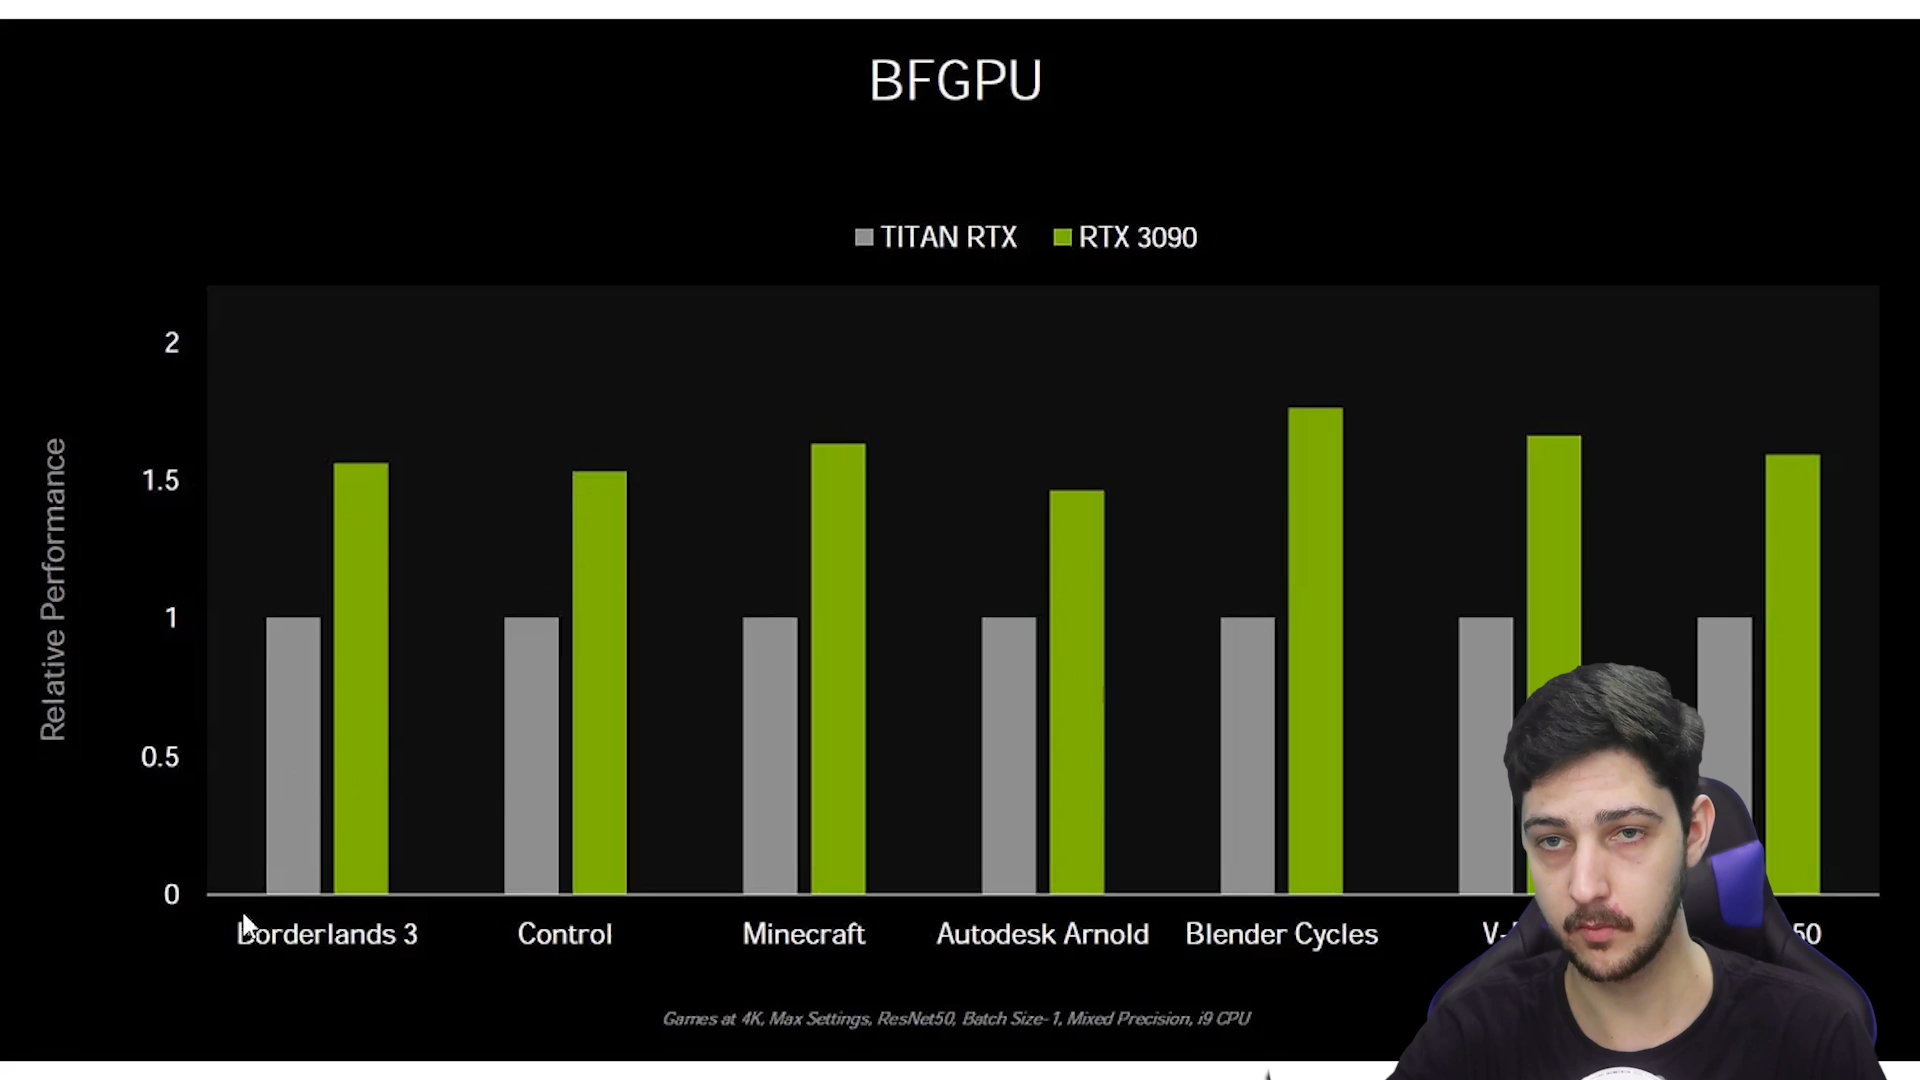 BFGPU
TITAN RTX RTX 3090
Relative Performance
2
1.5
1
0.5
0
Borderlands 3 Control Minecraft Autodesk Arnold Blender Cycles V- 50
Games at 4K, Max Settings, ResNet50, Batch Size-1, Mixed Precision, i9 CPU